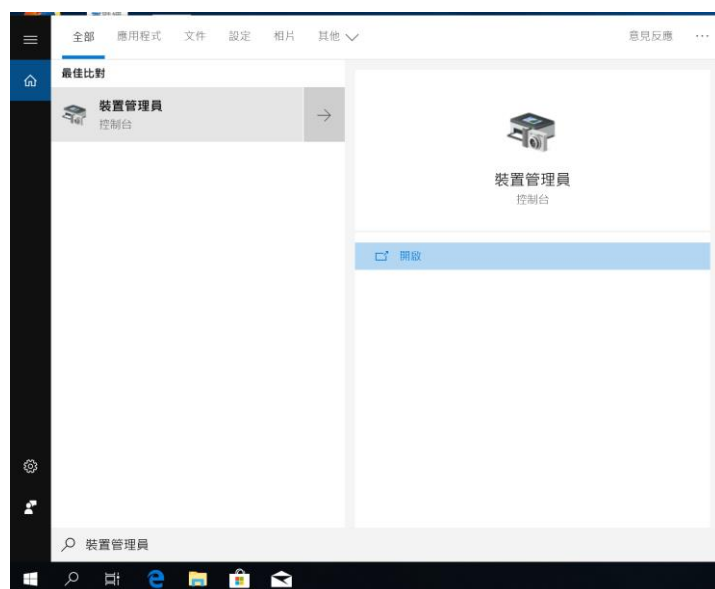 全部 應用程式 文件 設定 相片 其他 意見反應 ···
最佳比對
裝置管理員
控制台
裝置管理員
控制台
開啟
裝置管理員